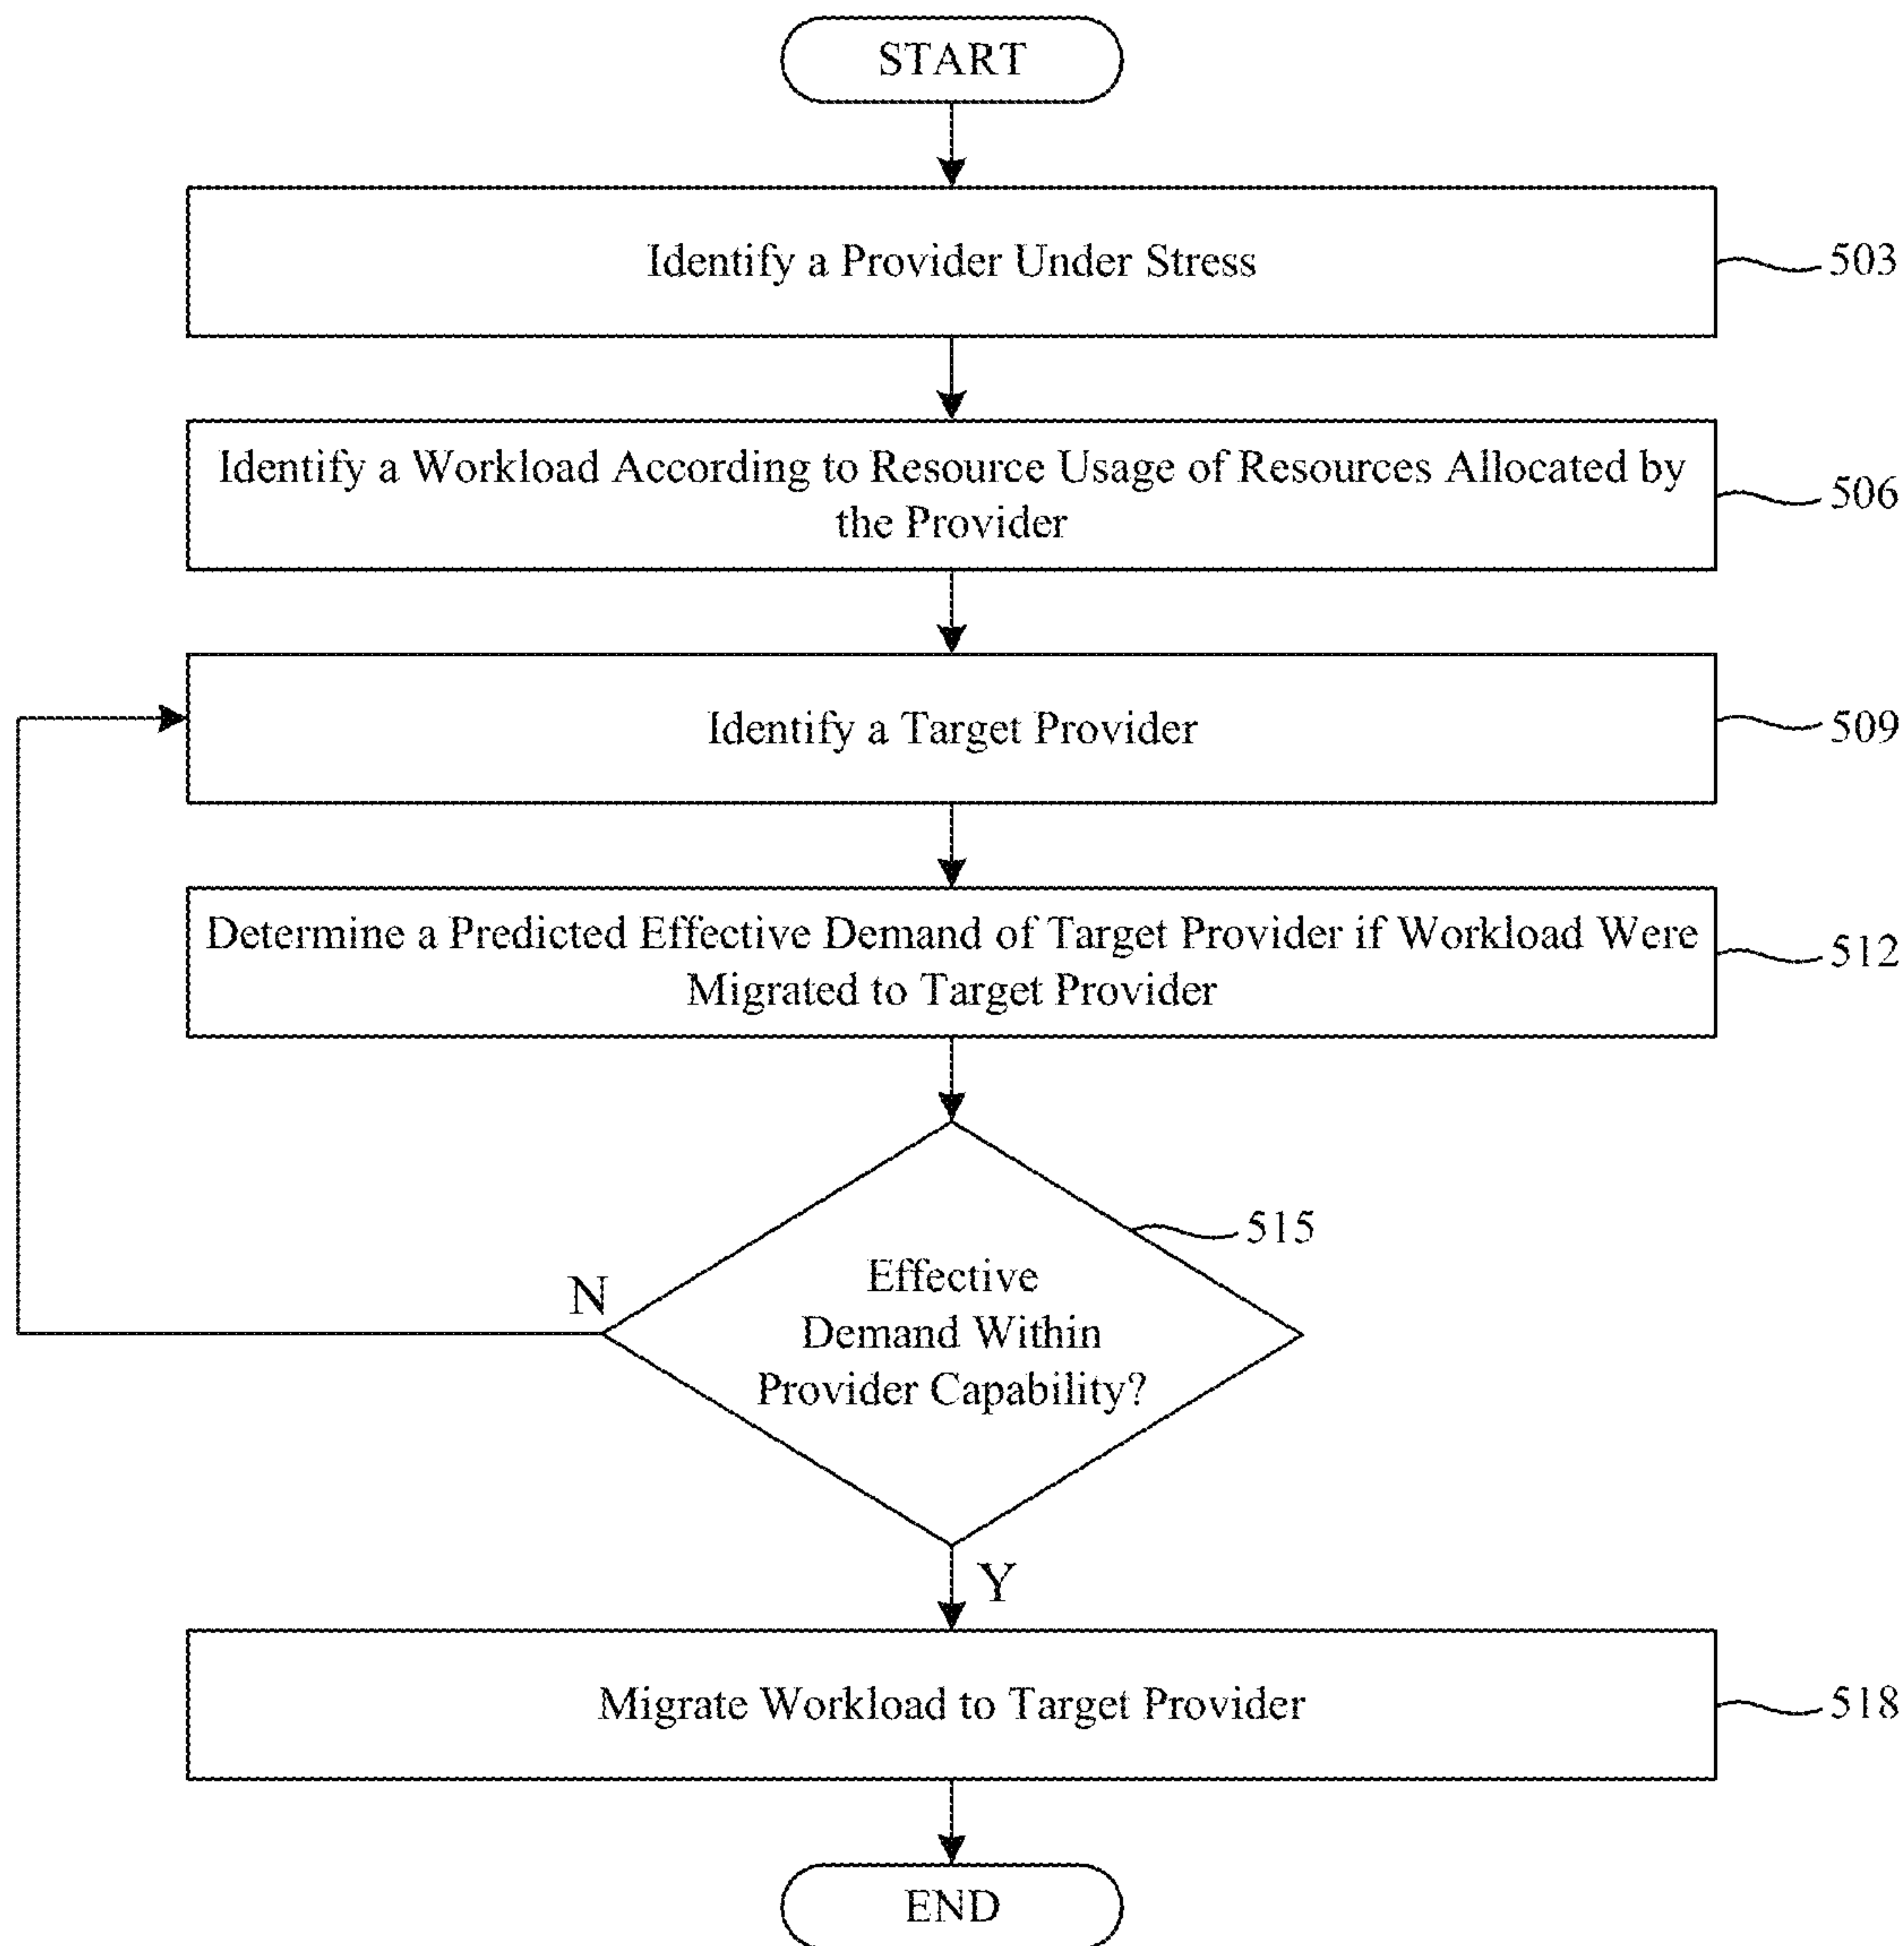 START
Identify a Provider Under Stress
503
Identify a Workload According to Resource Usage of Resources Allocated by
the Provider
506
Identify a Target Provider
509
Determine a Predicted Effective Demand of Target Provider if Workload Were
Migrated to Target Provider
512
515
Effective
Demand Within
Provider Capability?
N
Y
Migrate Workload to Target Provider
518
END